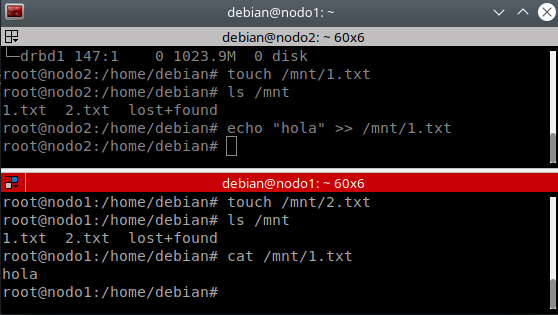 debian@nodo1: ~
debian@nodo2: ~ 60x6
└─drbd1 147:1    0 1023.9M  0 disk
root@nodo2:/home/debian# touch /mnt/1.txt
root@nodo2:/home/debian# ls /mnt
1.txt  2.txt  lost+found
root@nodo2:/home/debian# echo "hola" >> /mnt/1.txt
root@nodo2:/home/debian#
debian@nodo1: ~ 60x6
root@nodo1:/home/debian# touch /mnt/2.txt
root@nodo1:/home/debian# ls /mnt
1.txt  2.txt  lost+found
root@nodo1:/home/debian# cat /mnt/1.txt
hola
root@nodo1:/home/debian#